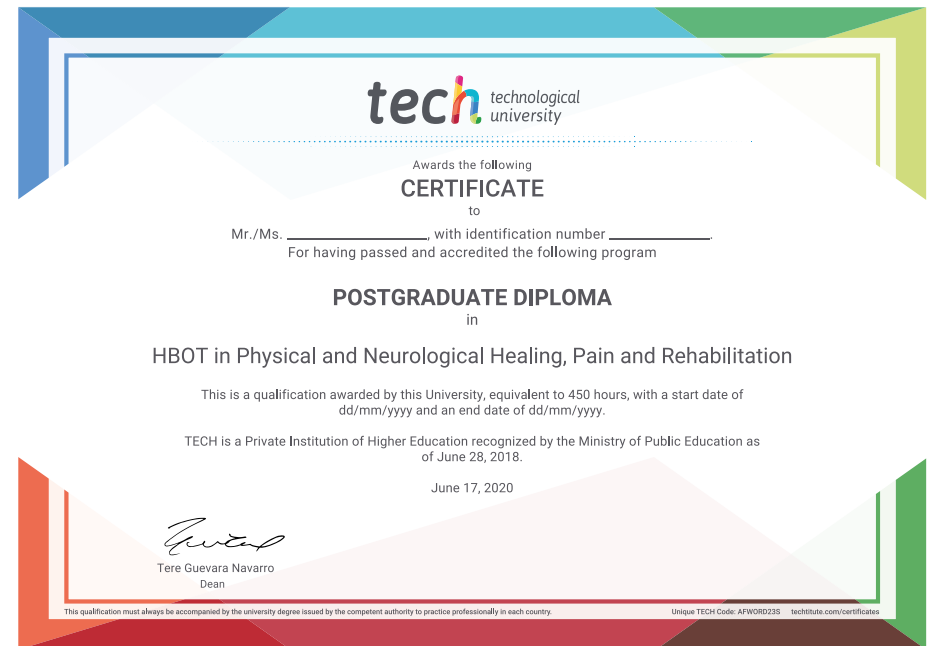 tech technological
university
Awards the following
CERTIFICATE
to
Mr./Ms. ____________________, with identification number ______________.
For having passed and accredited the following program
POSTGRADUATE DIPLOMA
in
HBOT in Physical and Neurological Healing, Pain and Rehabilitation
This is a qualification awarded by this University, equivalent to 450 hours, with a start date of
dd/mm/yyyy and an end date of dd/mm/yyyy.
TECH is a Private Institution of Higher Education recognized by the Ministry of Public Education as
of June 28, 2018.
June 17, 2020
Tere Guevara Navarro
Dean
This qualification must always be accompanied by the university degree issued by the competent authority to practice professionally in each country.
Unique TECH Code: AFWORD23S techtitute.com/certificates